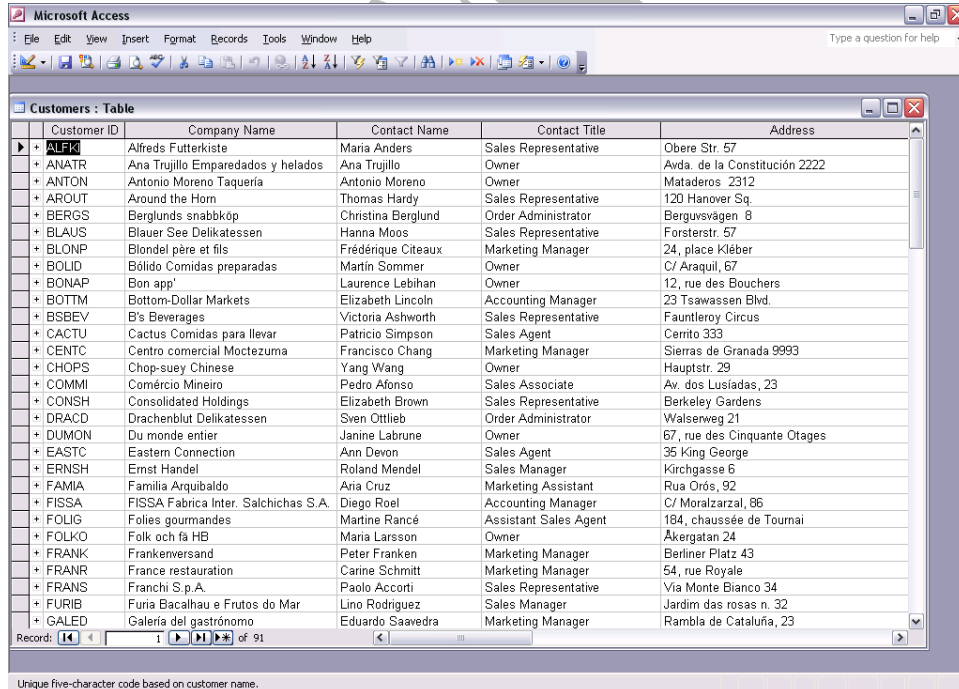 Microsoft Access
File Edit View Insert Format Records Tools Window Help Type a question for help
Customers : Table
Customer ID Company Name Contact Name Contact Title Address
+ ALFKI Alfreds Futterkiste Maria Anders Sales Representative Obere Str. 57
+ ANATR Ana Trujillo Emparedados y helados Ana Trujillo Owner Avda. de la Constitución 2222
+ ANTON Antonio Moreno Taquería Antonio Moreno Owner Mataderos 2312
+ AROUT Around the Horn Thomas Hardy Sales Representative 120 Hanover Sq.
+ BERGS Berglunds snabbköp Christina Berglund Order Administrator Berguvsvägen 8
+ BLAUS Blauer See Delikatessen Hanna Moos Sales Representative Forsterstr. 57
+ BLONP Blondel père et fils Frédérique Citeaux Marketing Manager 24, place Kléber
+ BOLID Bólido Comidas preparadas Martín Sommer Owner C/ Araquil, 67
+ BONAP Bon app' Laurence Lebihan Owner 12, rue des Bouchers
+ BOTTM Bottom-Dollar Markets Elizabeth Lincoln Accounting Manager 23 Tsawassen Blvd.
+ BSBEV B's Beverages Victoria Ashworth Sales Representative Fauntleroy Circus
+ CACTU Cactus Comidas para llevar Patricio Simpson Sales Agent Cerrito 333
+ CENTC Centro comercial Moctezuma Francisco Chang Marketing Manager Sierras de Granada 9993
+ CHOPS Chop-suey Chinese Yang Wang Owner Hauptstr. 29
+ COMMI Comércio Mineiro Pedro Afonso Sales Associate Av. dos Lusíadas, 23
+ CONSH Consolidated Holdings Elizabeth Brown Sales Representative Berkeley Gardens
+ DRACD Drachenblut Delikatessen Sven Ottlieb Order Administrator Walserweg 21
+ DUMON Du monde entier Janine Labrune Owner 67, rue des Cinquante Otages
+ EASTC Eastern Connection Ann Devon Sales Agent 35 King George
+ ERNSH Ernst Handel Roland Mendel Sales Manager Kirchgasse 6
+ FAMIA Familia Arquibaldo Aria Cruz Marketing Assistant Rua Orós, 92
+ FISSA FISSA Fabrica Inter. Salchichas S.A. Diego Roel Accounting Manager C/ Moralzarzal, 86
+ FOLIG Folies gourmandes Martine Rancé Assistant Sales Agent 184, chaussée de Tournai
+ FOLKO Folk och fä HB Maria Larsson Owner Åkergatan 24
+ FRANK Frankenversand Peter Franken Marketing Manager Berliner Platz 43
+ FRANR France restauration Carine Schmitt Marketing Manager 54, rue Royale
+ FRANS Franchi S.p.A. Paolo Accorti Sales Representative Via Monte Bianco 34
+ FURIB Furia Bacalhau e Frutos do Mar Lino Rodriguez Sales Manager Jardim das rosas n. 32
+ GALED Galería del gastrónomo Eduardo Saavedra Marketing Manager Rambla de Cataluña, 23
Record: 1 of 91
Unique five-character code based on customer name.